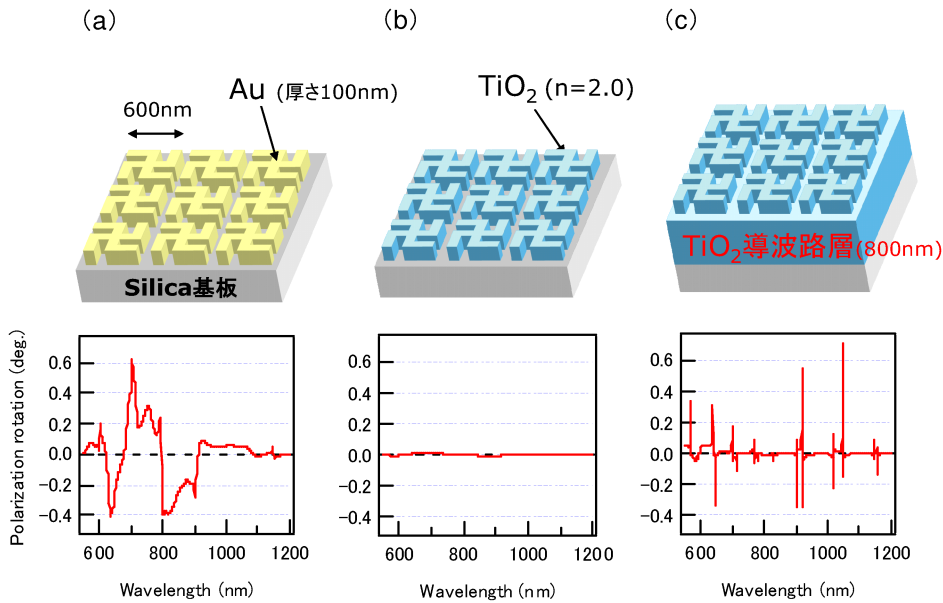 (a)
(b)
(c)
600nm
Au (厚さ100nm)
TiO2 (n=2.0)
Silica基板
TiO2導波路層(800nm)
Polarization rotation (deg.)
0.6
0.4
0.2
0.0
-0.2
-0.4
600 800 1000 1200
Wavelength (nm)
0.6
0.4
0.2
0.0
-0.2
-0.4
600 800 1000 1200
Wavelength (nm)
0.6
0.4
0.2
0.0
-0.2
-0.4
600 800 1000 1200
Wavelength (nm)